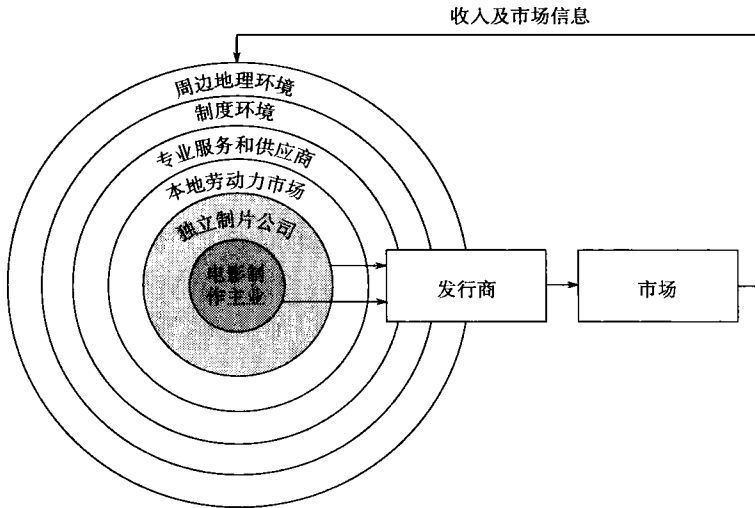 收入及市场信息
周边地理环境
制度环境
专业服务和供应商
本地劳动力市场
独立制片公司
电影制
作主业
发行商
市场